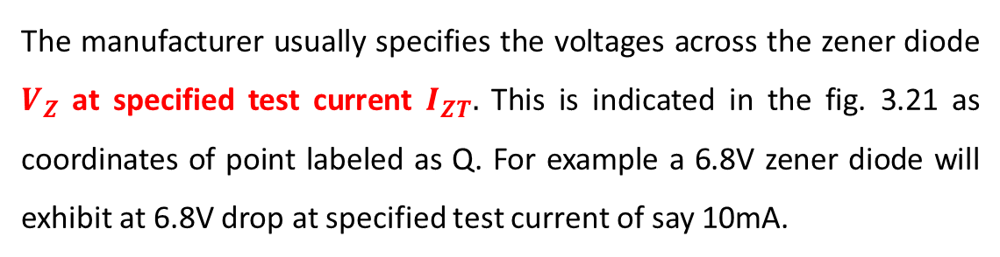 The manufacturer usually specifies the voltages across the zener diode
V_Z at specified test current I_ZT. This is indicated in the fig. 3.21 as
coordinates of point labeled as Q. For example a 6.8V zener diode will
exhibit at 6.8V drop at specified test current of say 10mA.